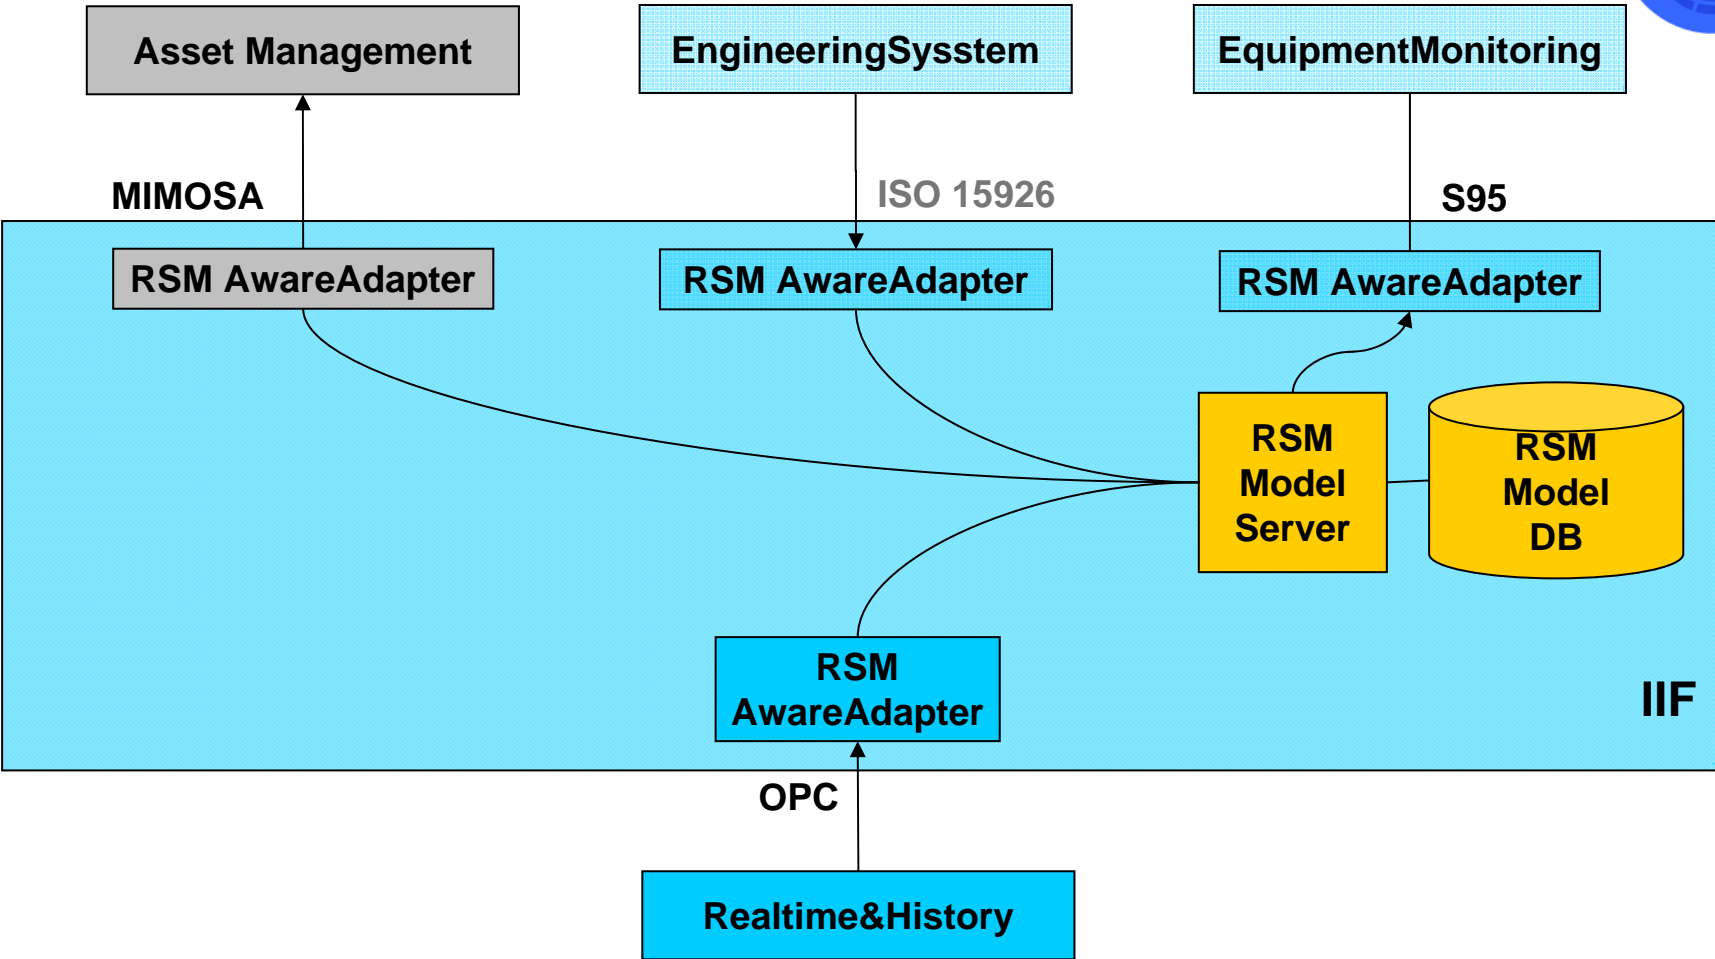 Asset Management
EngineeringSysstem
EquipmentMonitoring
MIMOSA
ISO 15926
S95
RSM AwareAdapter
RSM AwareAdapter
RSM AwareAdapter
RSM
Model
Server
RSM
Model
DB
RSM
AwareAdapter
IIF
OPC
Realtime&History